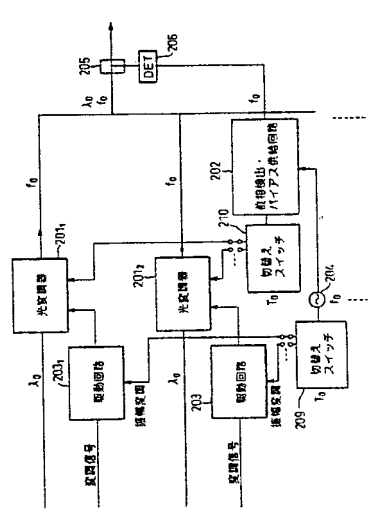 λ₀
光変調器
201₁
205
λ₀
f₀
DET
206
f₀
変調信号
駆動回路
203₁
振幅変調
λ₀
光変調器
201₂
f₀
f₀
202
位相検出・
バイアス供給回路
210
切替え
スイッチ
T₀
変調信号
駆動回路
203
振幅変調
204
f₀
切替え
スイッチ
209
T₀